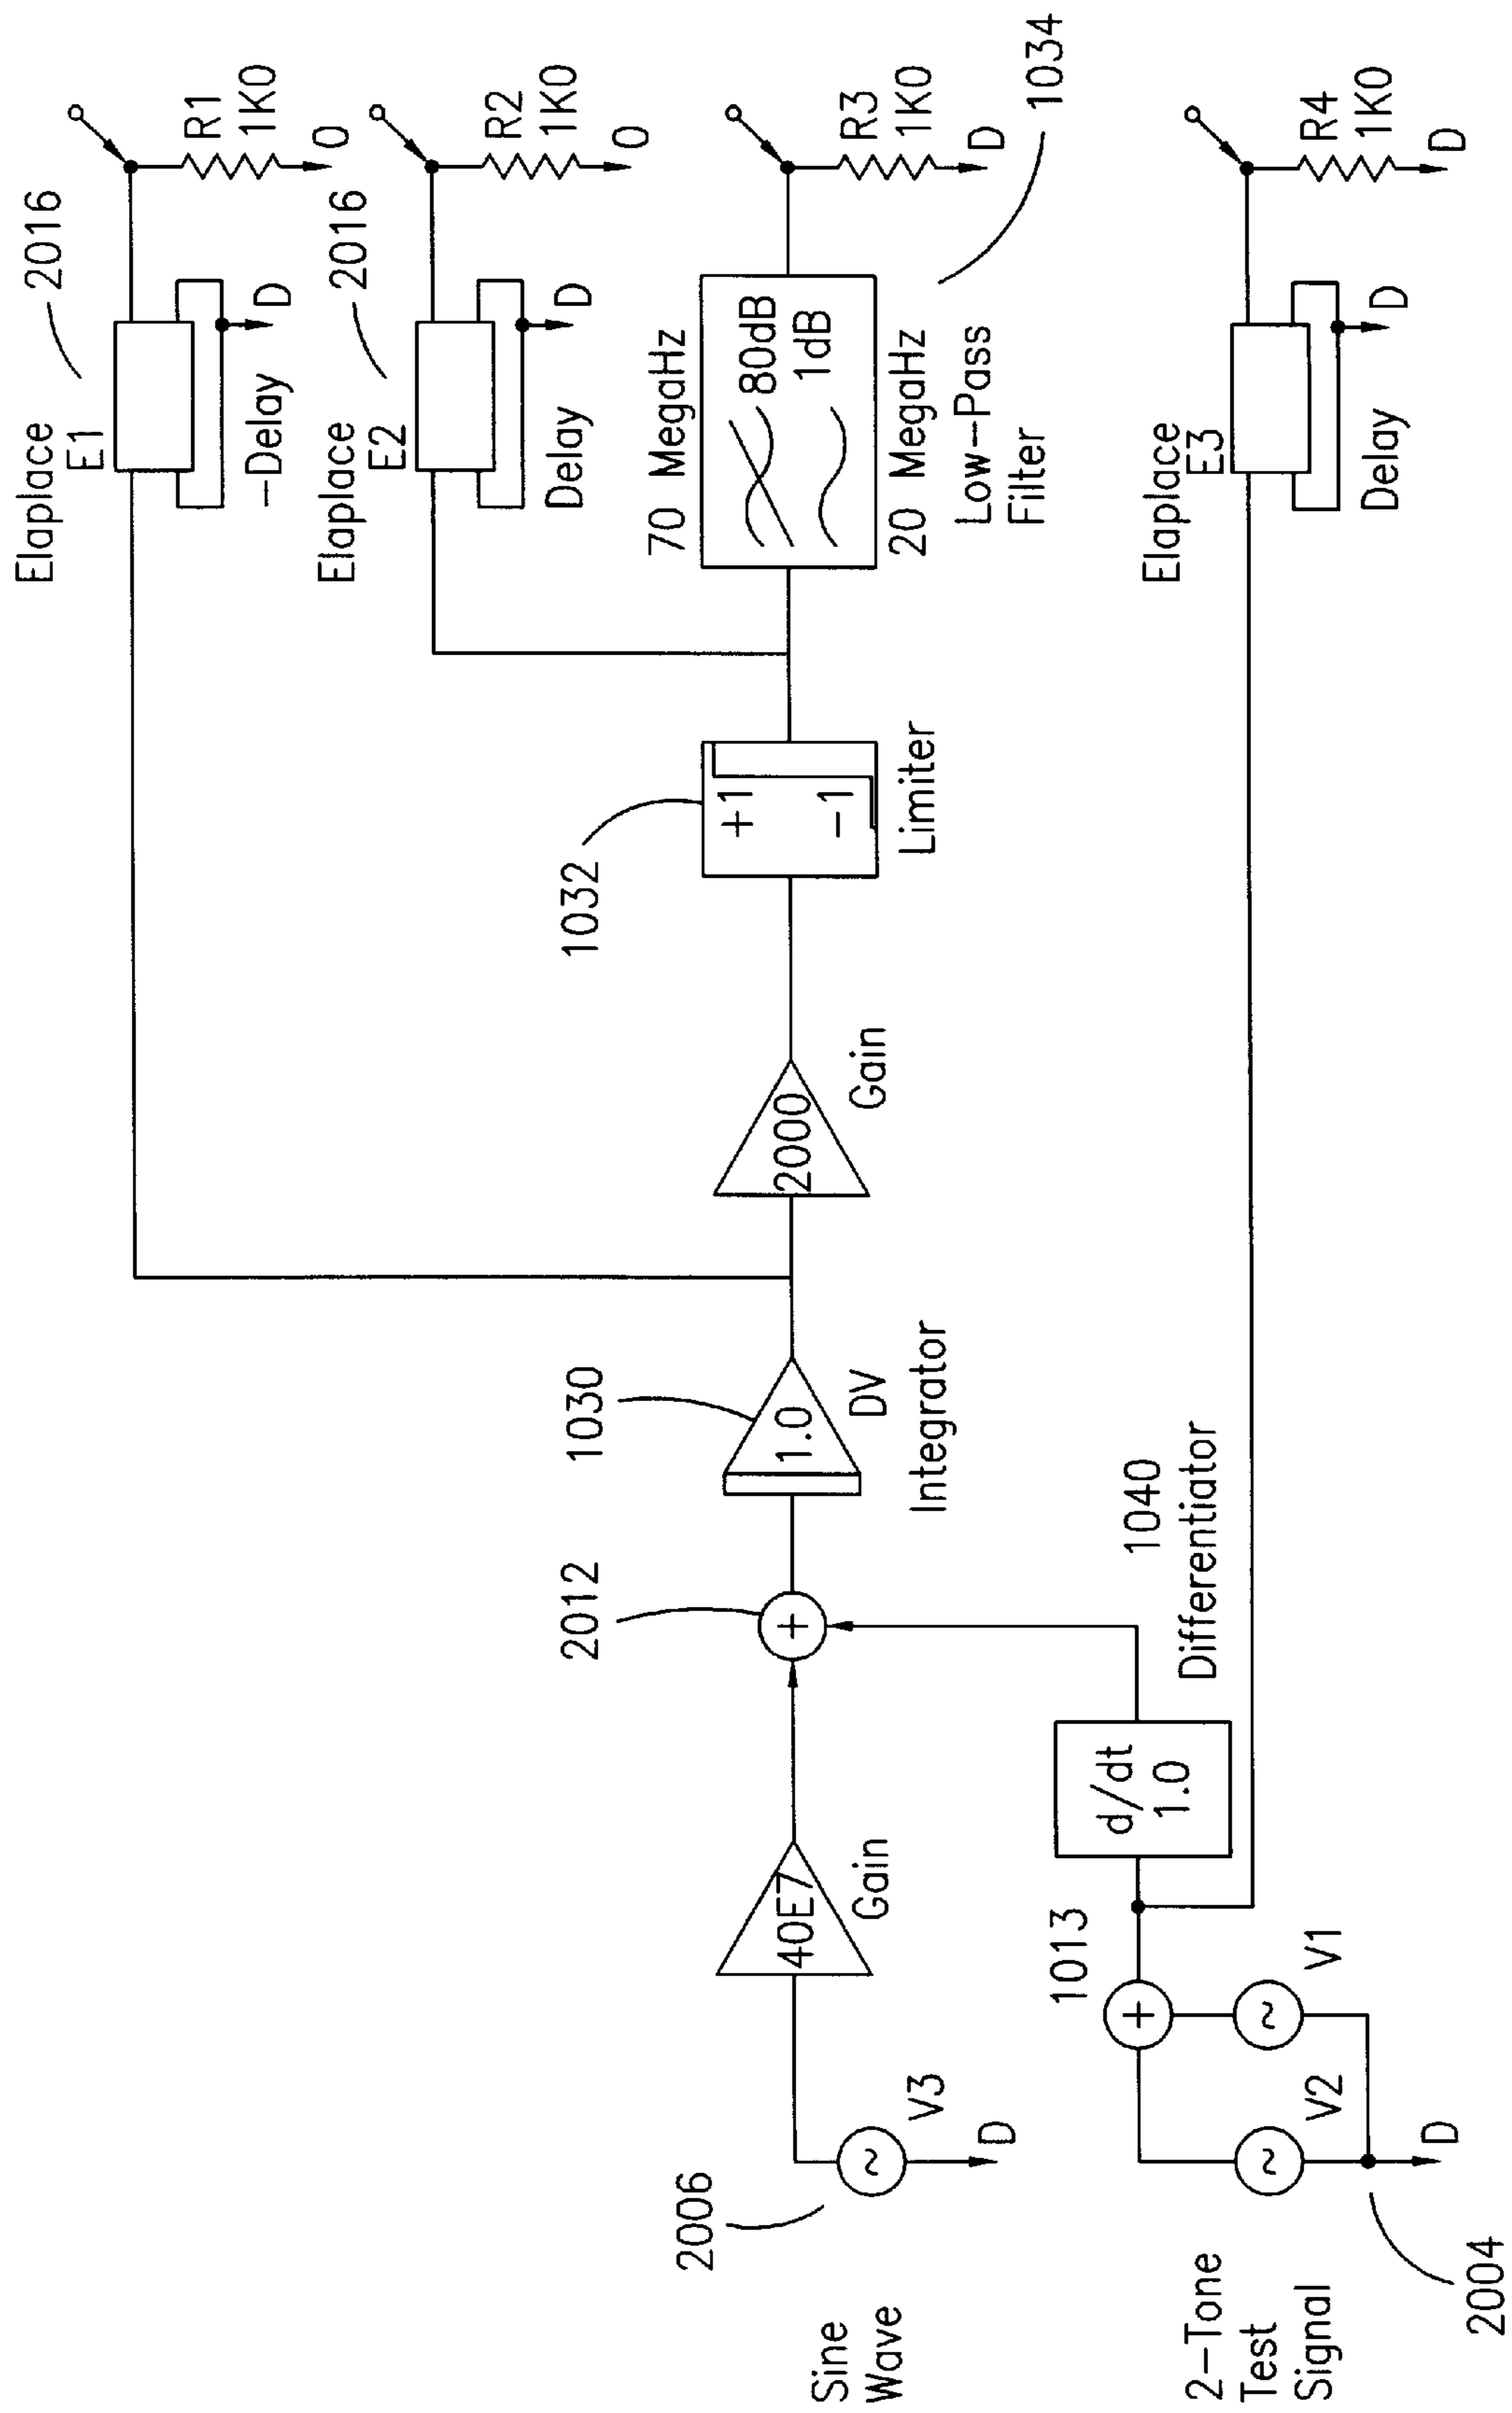 Elaplace
E1
2016
-Delay
D
R1
1K0
O
Elaplace
E2
2016
Delay
D
R2
1K0
O
2006
V3
D
Sine
Wave
40E7
Gain
2012
+
1030
1.0
DV
Integrator
2000
Gain
1032
+1
-1
Limiter
70 MegaHz
80dB
1dB
20 MegaHz
Low-Pass
Filter
1034
R3
1K0
D
2-Tone
Test
Signal
2004
V2
V1
D
1013
+
d/dt
1.0
1040
Differentiator
Elaplace
E3
Delay
D
R4
1K0
D